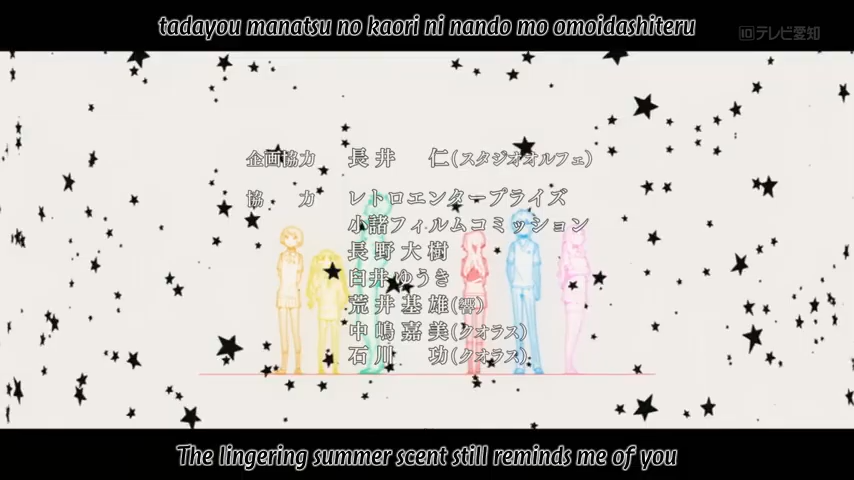 tadayou manatsu no kaori ni nando mo omoidashiteru
10 テレビ愛知
企画協力 長井 仁(スタジオオルフェ)
協 力 レトロエンタープライズ
小諸フィルムコミッション
長野大樹
臼井ゆうき
荒井基雄(響)
中嶋嘉美(クオラス)
石川 功(クオラス)
The lingering summer scent still reminds me of you